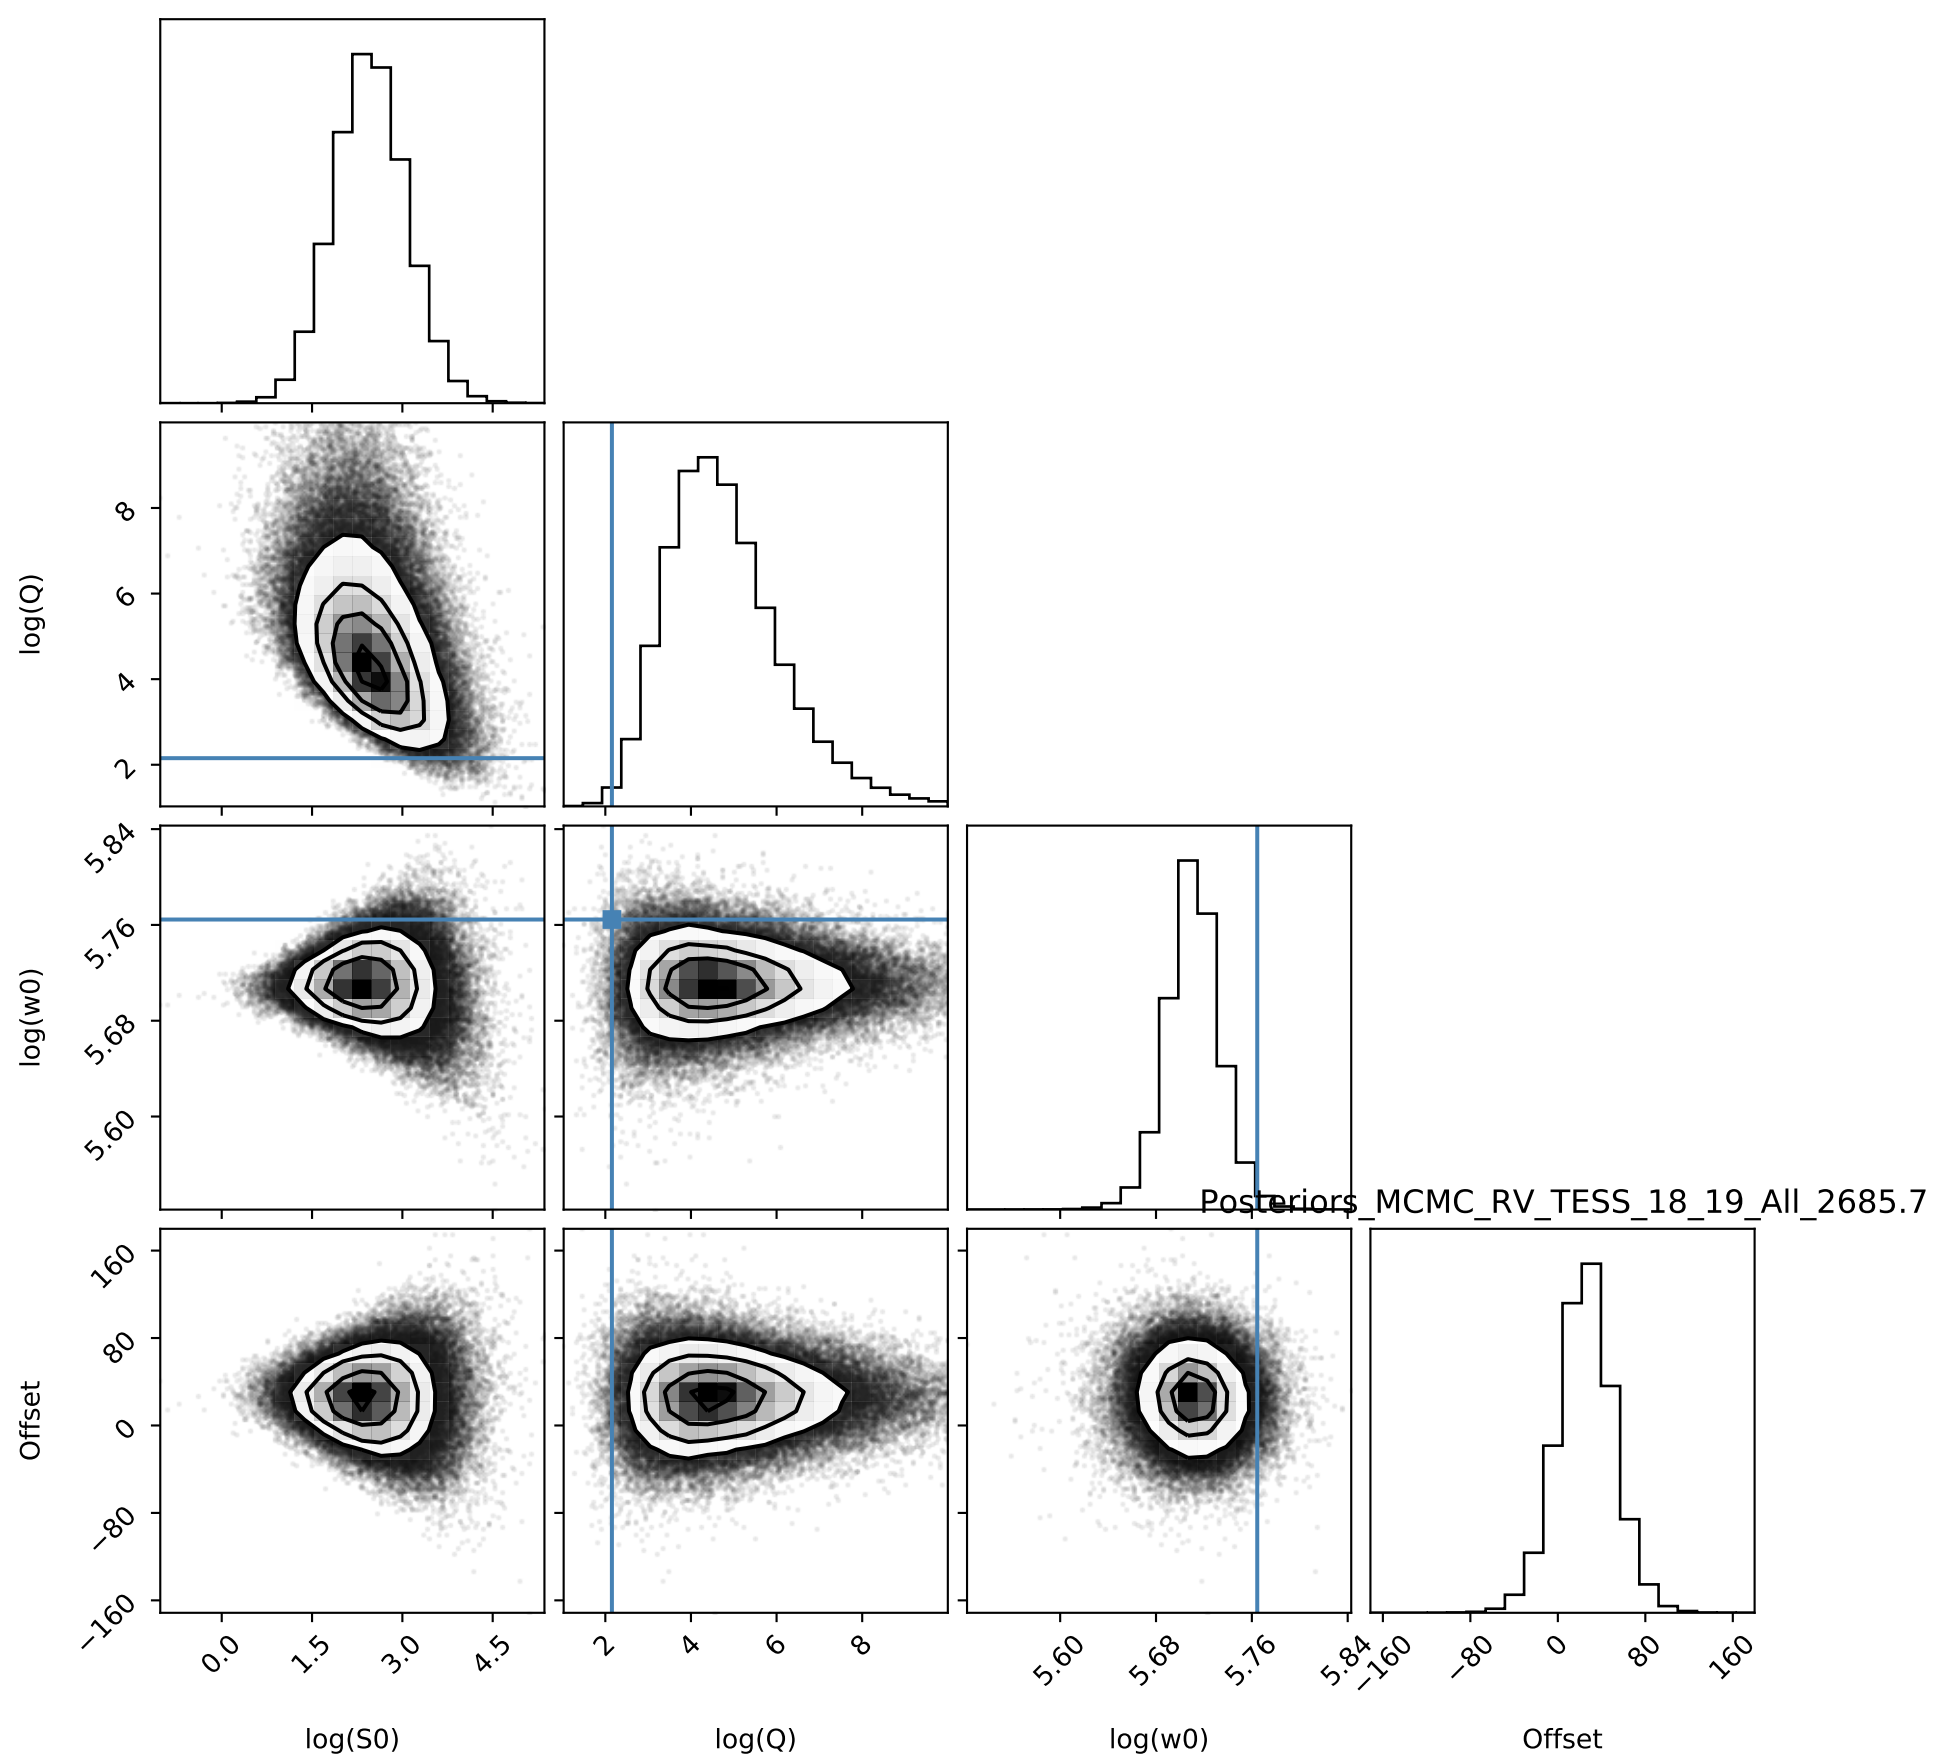 log(Q)
8
6
4
2
log(w0)
5.84
5.76
5.68
5.60
Posteriors_MCMC_RV_TESS_18_19_All_2685.7
Offset
160
80
0
−80
−160
0.0 1.5 3.0 4.5 2 4 6 8 5.60 5.68 5.76 5.84 −160 −80 0 80 160
log(S0) log(Q) log(w0) Offset